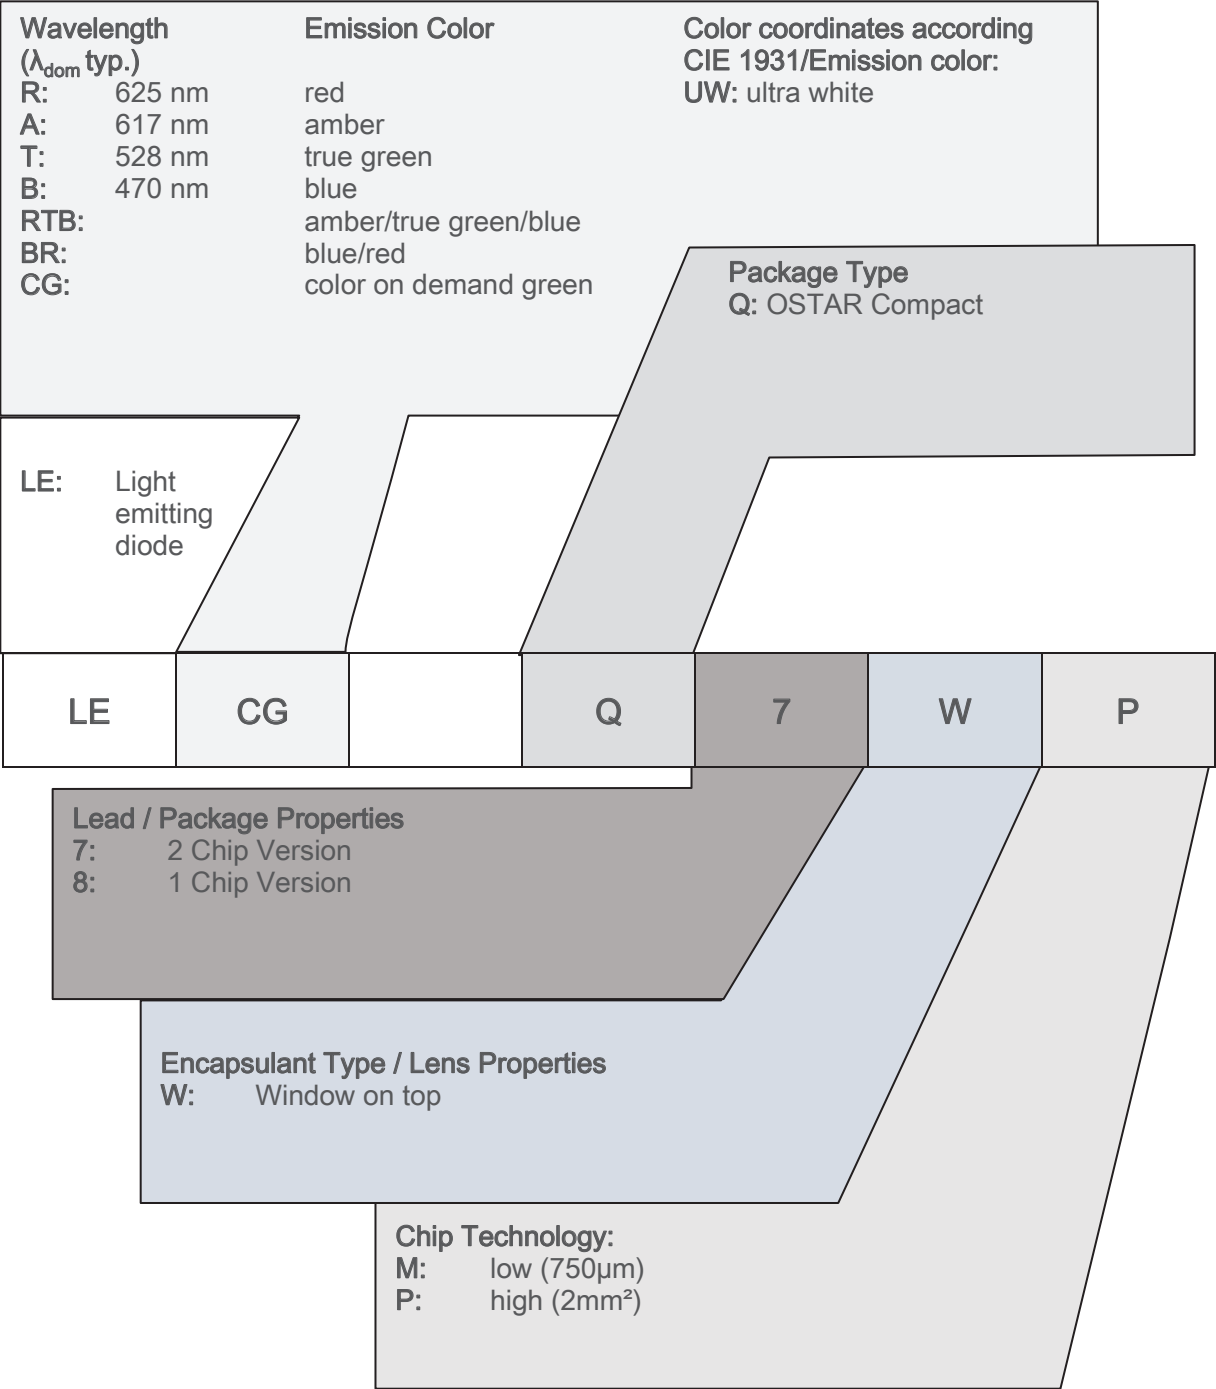 Wavelength Emission Color Color coordinates according
(λdom typ.) CIE 1931/Emission color:
R: 625 nm red UW: ultra white
A: 617 nm amber
T: 528 nm true green
B: 470 nm blue
RTB: amber/true green/blue
BR: blue/red
CG: color on demand green
Package Type
Q: OSTAR Compact
LE: Light
emitting
diode
LE CG Q 7 W P
Lead / Package Properties
7: 2 Chip Version
8: 1 Chip Version
Encapsulant Type / Lens Properties
W: Window on top
Chip Technology:
M: low (750µm)
P: high (2mm²)